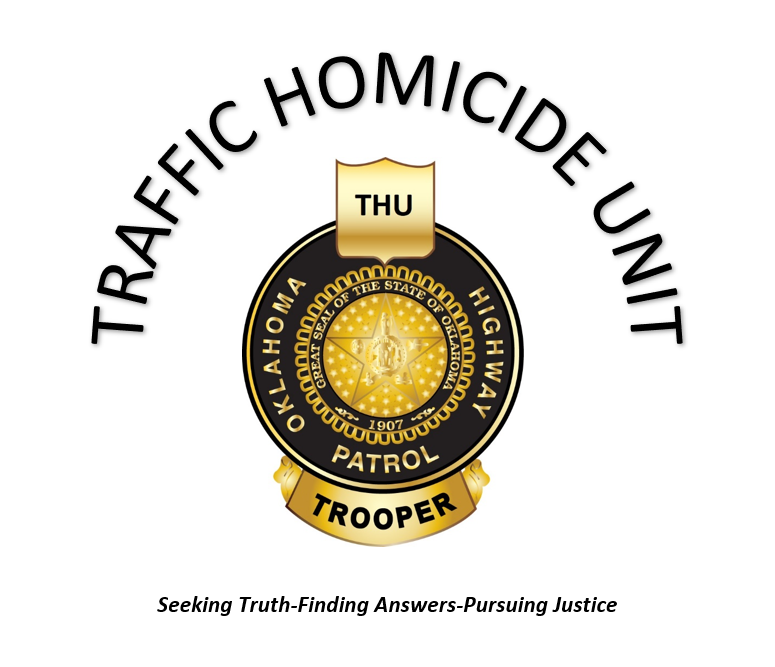 TRAFFIC HOMICIDE UNIT
THU
OKLAHOMA HIGHWAY
PATROL
GREAT SEAL OF THE STATE OF OKLAHOMA
1907
TROOPER
Seeking Truth-Finding Answers-Pursuing Justice